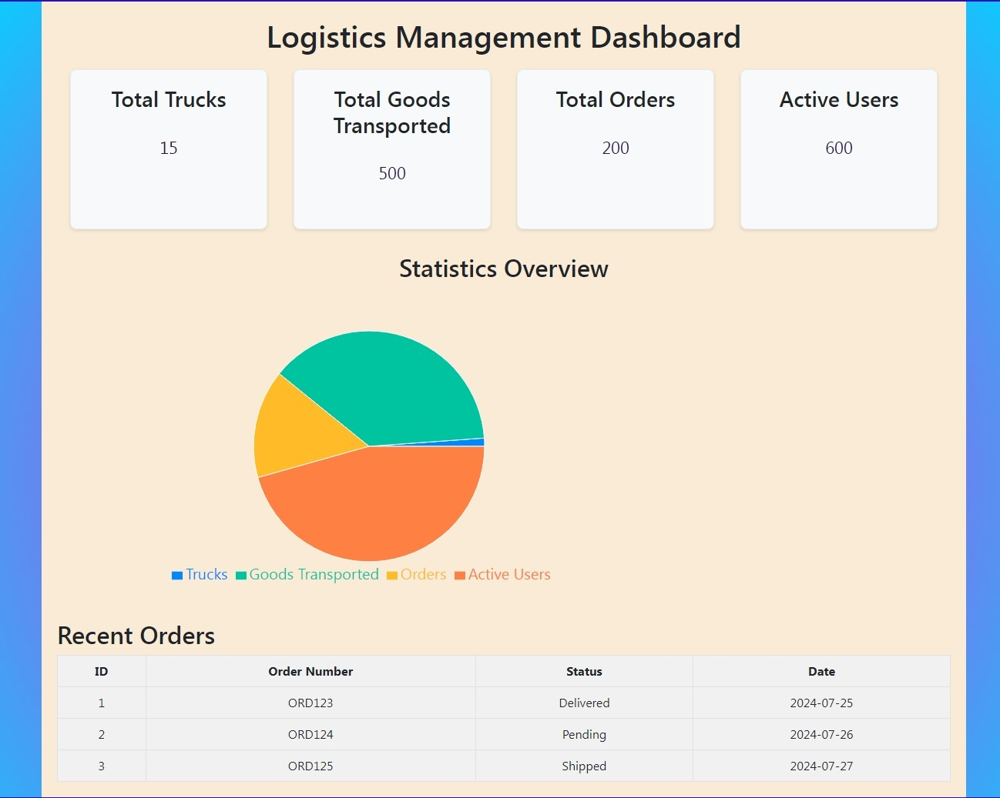 Logistics Management Dashboard
Total Trucks
15
Total Goods
Transported
500
Total Orders
200
Active Users
600
Statistics Overview
Trucks Goods Transported Orders Active Users
Recent Orders
ID Order Number Status Date
1 ORD123 Delivered 2024-07-25
2 ORD124 Pending 2024-07-26
3 ORD125 Shipped 2024-07-27